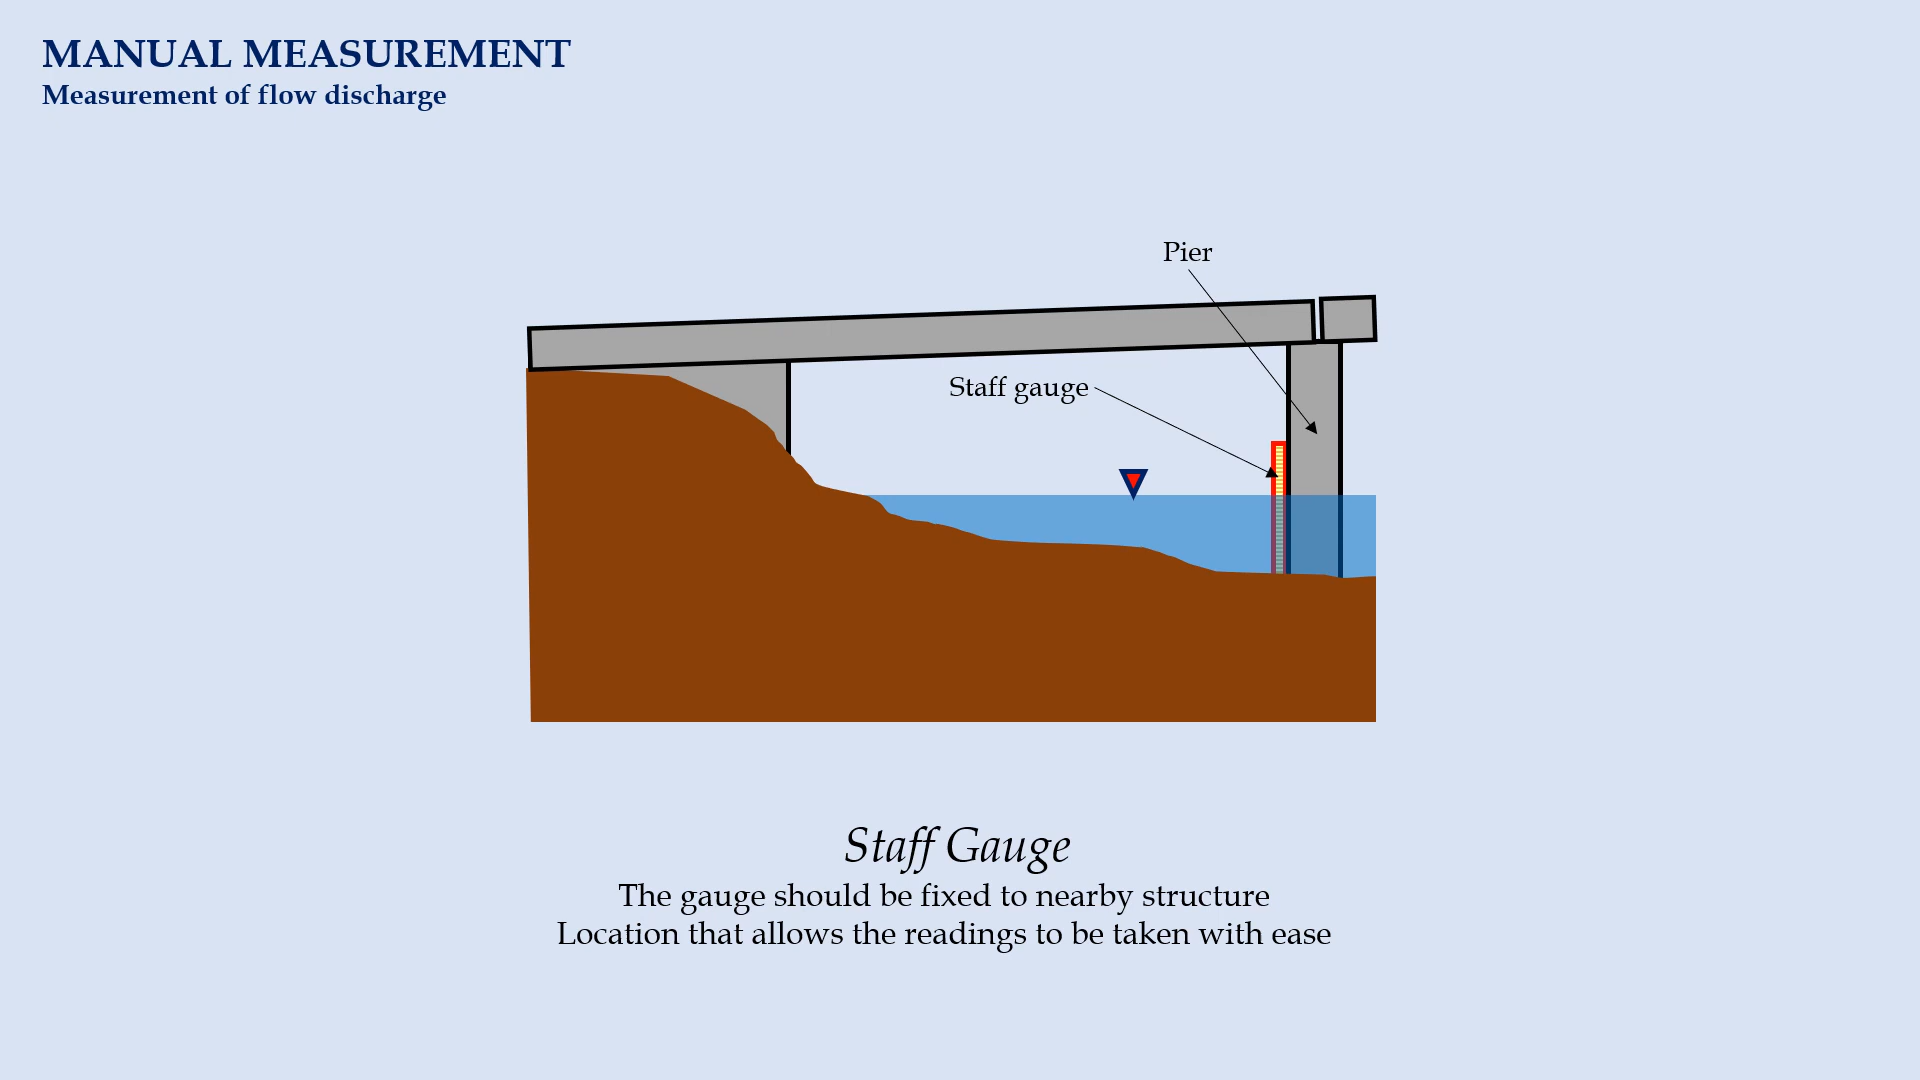 MANUAL MEASUREMENT
Measurement of flow discharge
Pier
Staff gauge
Staff Gauge
The gauge should be fixed to nearby structure
Location that allows the readings to be taken with ease